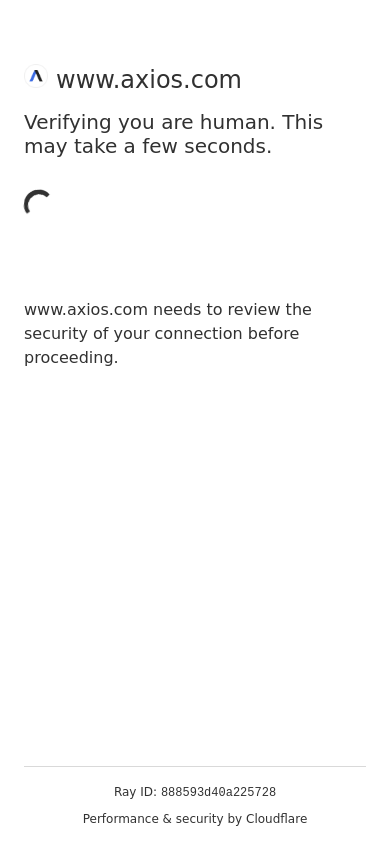 www.axios.com
Verifying you are human. This
may take a few seconds.
www.axios.com needs to review the
security of your connection before
proceeding.
Ray ID: 888593d40a225728
Performance & security by Cloudflare